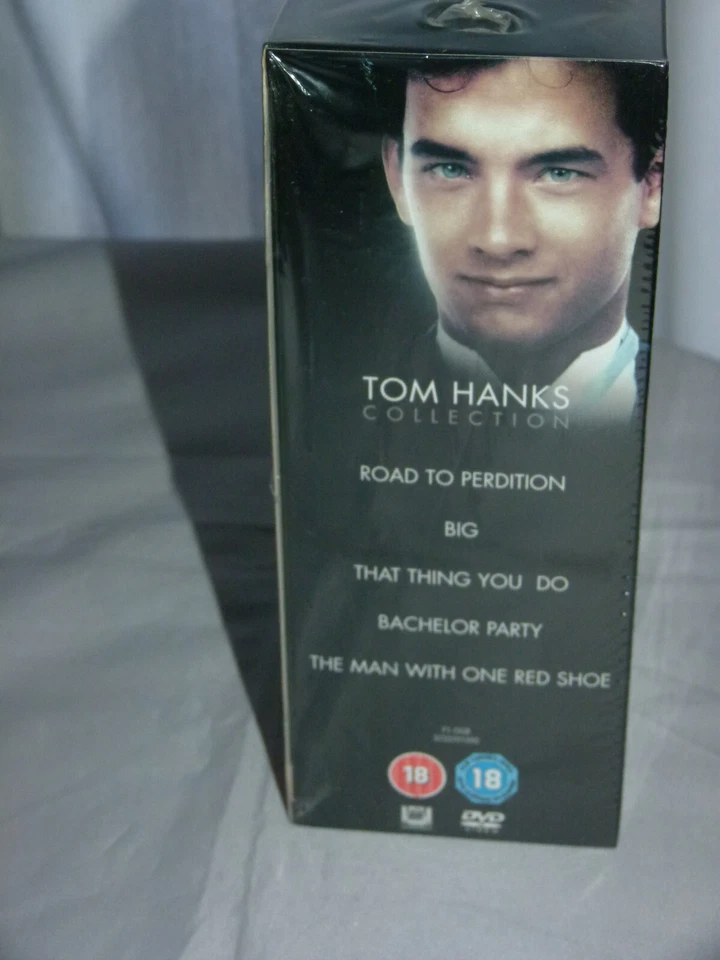 TOM HANKS
COLLECTION
ROAD TO PERDITION
BIG
THAT THING YOU DO
BACHELOR PARTY
THE MAN WITH ONE RED SHOE
18 18
DVD
VIDEO